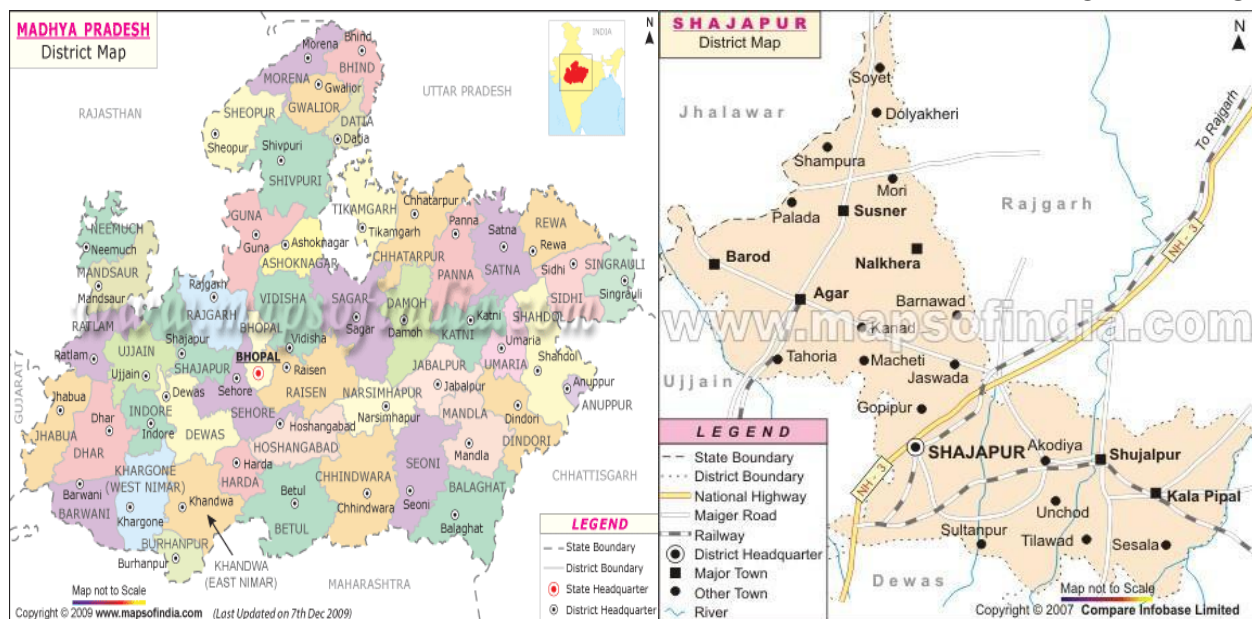 MADHYA PRADESH
District Map
N
INDIA
RAJASTHAN
UTTAR PRADESH
GUJARAT
CHHATTISGARH
MAHARASHTRA
Bhind
Morena
BHIND
MORENA
Gwalior
GWALIOR
SHEOPUR
Sheopur
DATIA
Datia
Shivpuri
SHIVPURI
TIKAMGARH
Tikamgarh
Chhatarpur
CHHATARPUR
GUNA
Guna
Ashoknagar
ASHOKNAGAR
Panna
PANNA
Satna
SATNA
REWA
Rewa
Sidhi
SIDHI
SINGRAULI
Singrauli
NEEMUCH
Neemuch
MANDSAUR
Mandsaur
Rajgarh
RAJGARH
VIDISHA
Vidisha
SAGAR
Sagar
DAMOH
Damoh
Katni
KATNI
SHAHDOL
Shahdol
Umaria
UMARIA
www.mapsofindia.com
RATLAM
Ratlam
UJJAIN
Ujjain
Shajapur
SHAJAPUR
BHOPAL
BHOPAL
Sehore
SEHORE
Raisen
RAISEN
JABALPUR
Jabalpur
Anuppur
ANUPPUR
Dewas
DEWAS
INDORE
Indore
NARSIMHAPUR
Narsimhapur
Jhabua
JHABUA
Dhar
DHAR
Hoshangabad
HOSHANGABAD
MANDLA
Mandla
Dindori
DINDORI
KHARGONE
(WEST NIMAR)
Khargone
Harda
HARDA
CHHINDWARA
Chhindwara
SEONI
Seoni
BALAGHAT
Balaghat
Barwani
BARWANI
Khandwa
Betul
BETUL
BURHANPUR
Burhanpur
KHANDWA
(EAST NIMAR)
LEGEND
State Boundary
District Boundary
State Headquarter
District Headquarter
Map not to Scale
Copyright © 2009 www.mapsofindia.com (Last Updated on 7th Dec 2009)
SHAJAPUR
District Map
N
Soyet
Jhalawar
Dolyakheri
To Rajgarh
Shampura
Mori
Rajgarh
Palada
Susner
Barod
Nalkhera
NH - 3
Agar
Barnawad
www.mapsofindia.com
Kanad
Tahoria
Macheti
Jaswada
Ujjain
Gopipur
SHAJAPUR
Akodiya
Shujalpur
NH - 3
Kala Pipal
Unchod
Sultanpur
Tilawad
Sesala
Dewas
LEGEND
State Boundary
District Boundary
National Highway
Maiger Road
Railway
District Headquarter
Major Town
Other Town
River
Map not to Scale
Copyright © 2007 Compare Infobase Limited